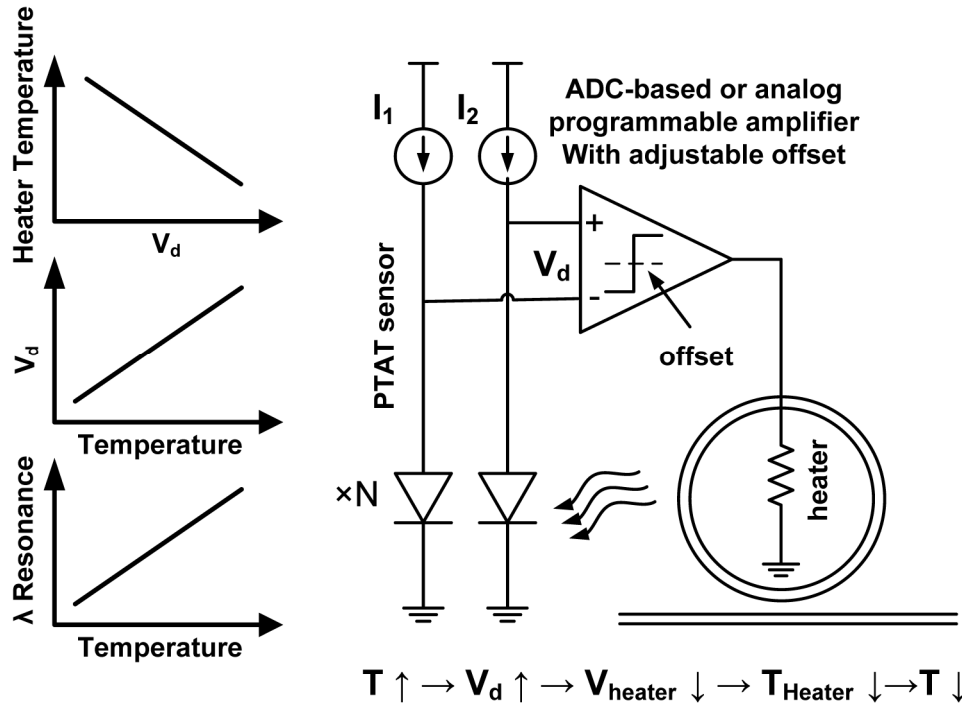 Heater Temperature
V_d
V_d
Temperature
λ Resonance
Temperature
I_1
I_2
ADC-based or analog
programmable amplifier
With adjustable offset
PTAT sensor
+
V_d
-
offset
×N
heater
T ↑ → V_d ↑ → V_heater ↓ → T_Heater ↓→T ↓